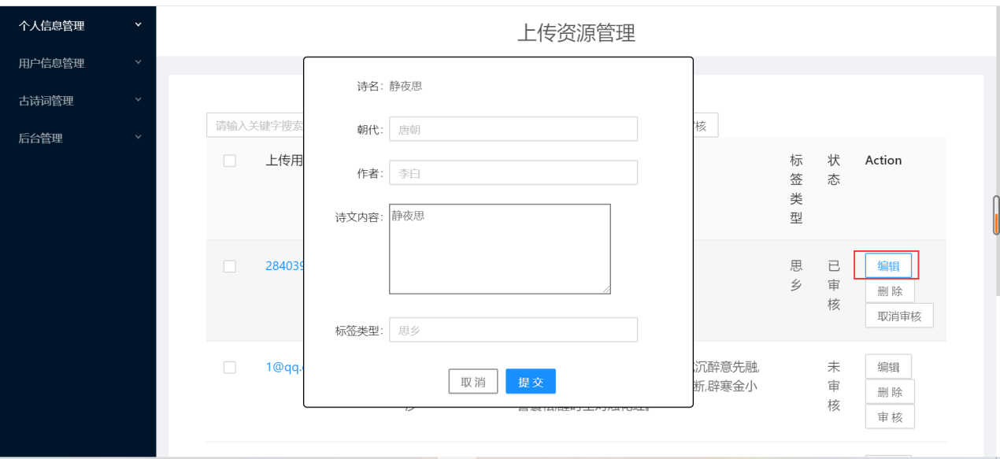 个人信息管理
上传资源管理
用户信息管理
古诗词管理
后台管理
诗名: 静夜思
朝代: 唐朝
作者: 李白
诗文内容: 静夜思
标签类型: 思乡
取 消 提 交
请输入关键字搜索
核
上传用
标签类型
状态
Action
284039
思乡
已审核
编辑
删 除
取消审核
1@qq.
沉醉意先融,
断,辟寒金小
未审核
编辑
删 除
审 核